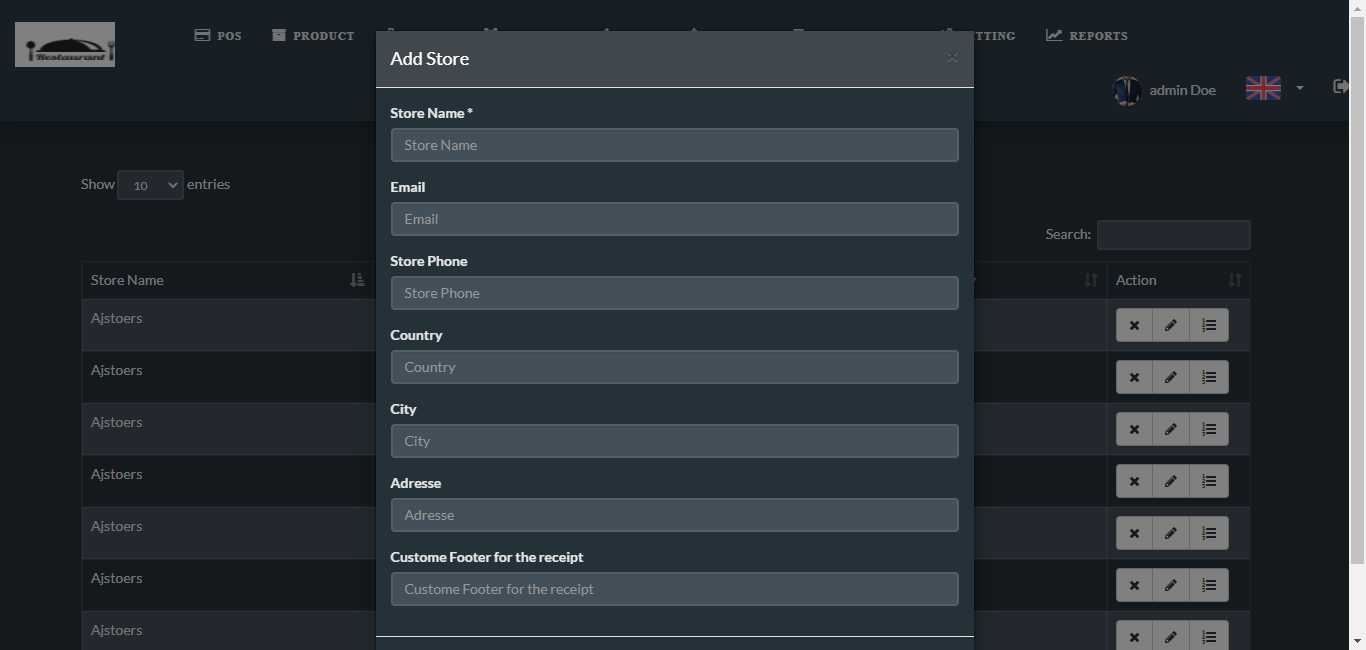 Restaurant
POS
PRODUCT
TTING
REPORTS
admin Doe
Add Store
×
Store Name *
Store Name
Email
Email
Store Phone
Store Phone
Country
Country
City
City
Adresse
Adresse
Custome Footer for the receipt
Custome Footer for the receipt
Show 10 entries
Search:
Store Name
Action
Ajstoers
Ajstoers
Ajstoers
Ajstoers
Ajstoers
Ajstoers
Ajstoers